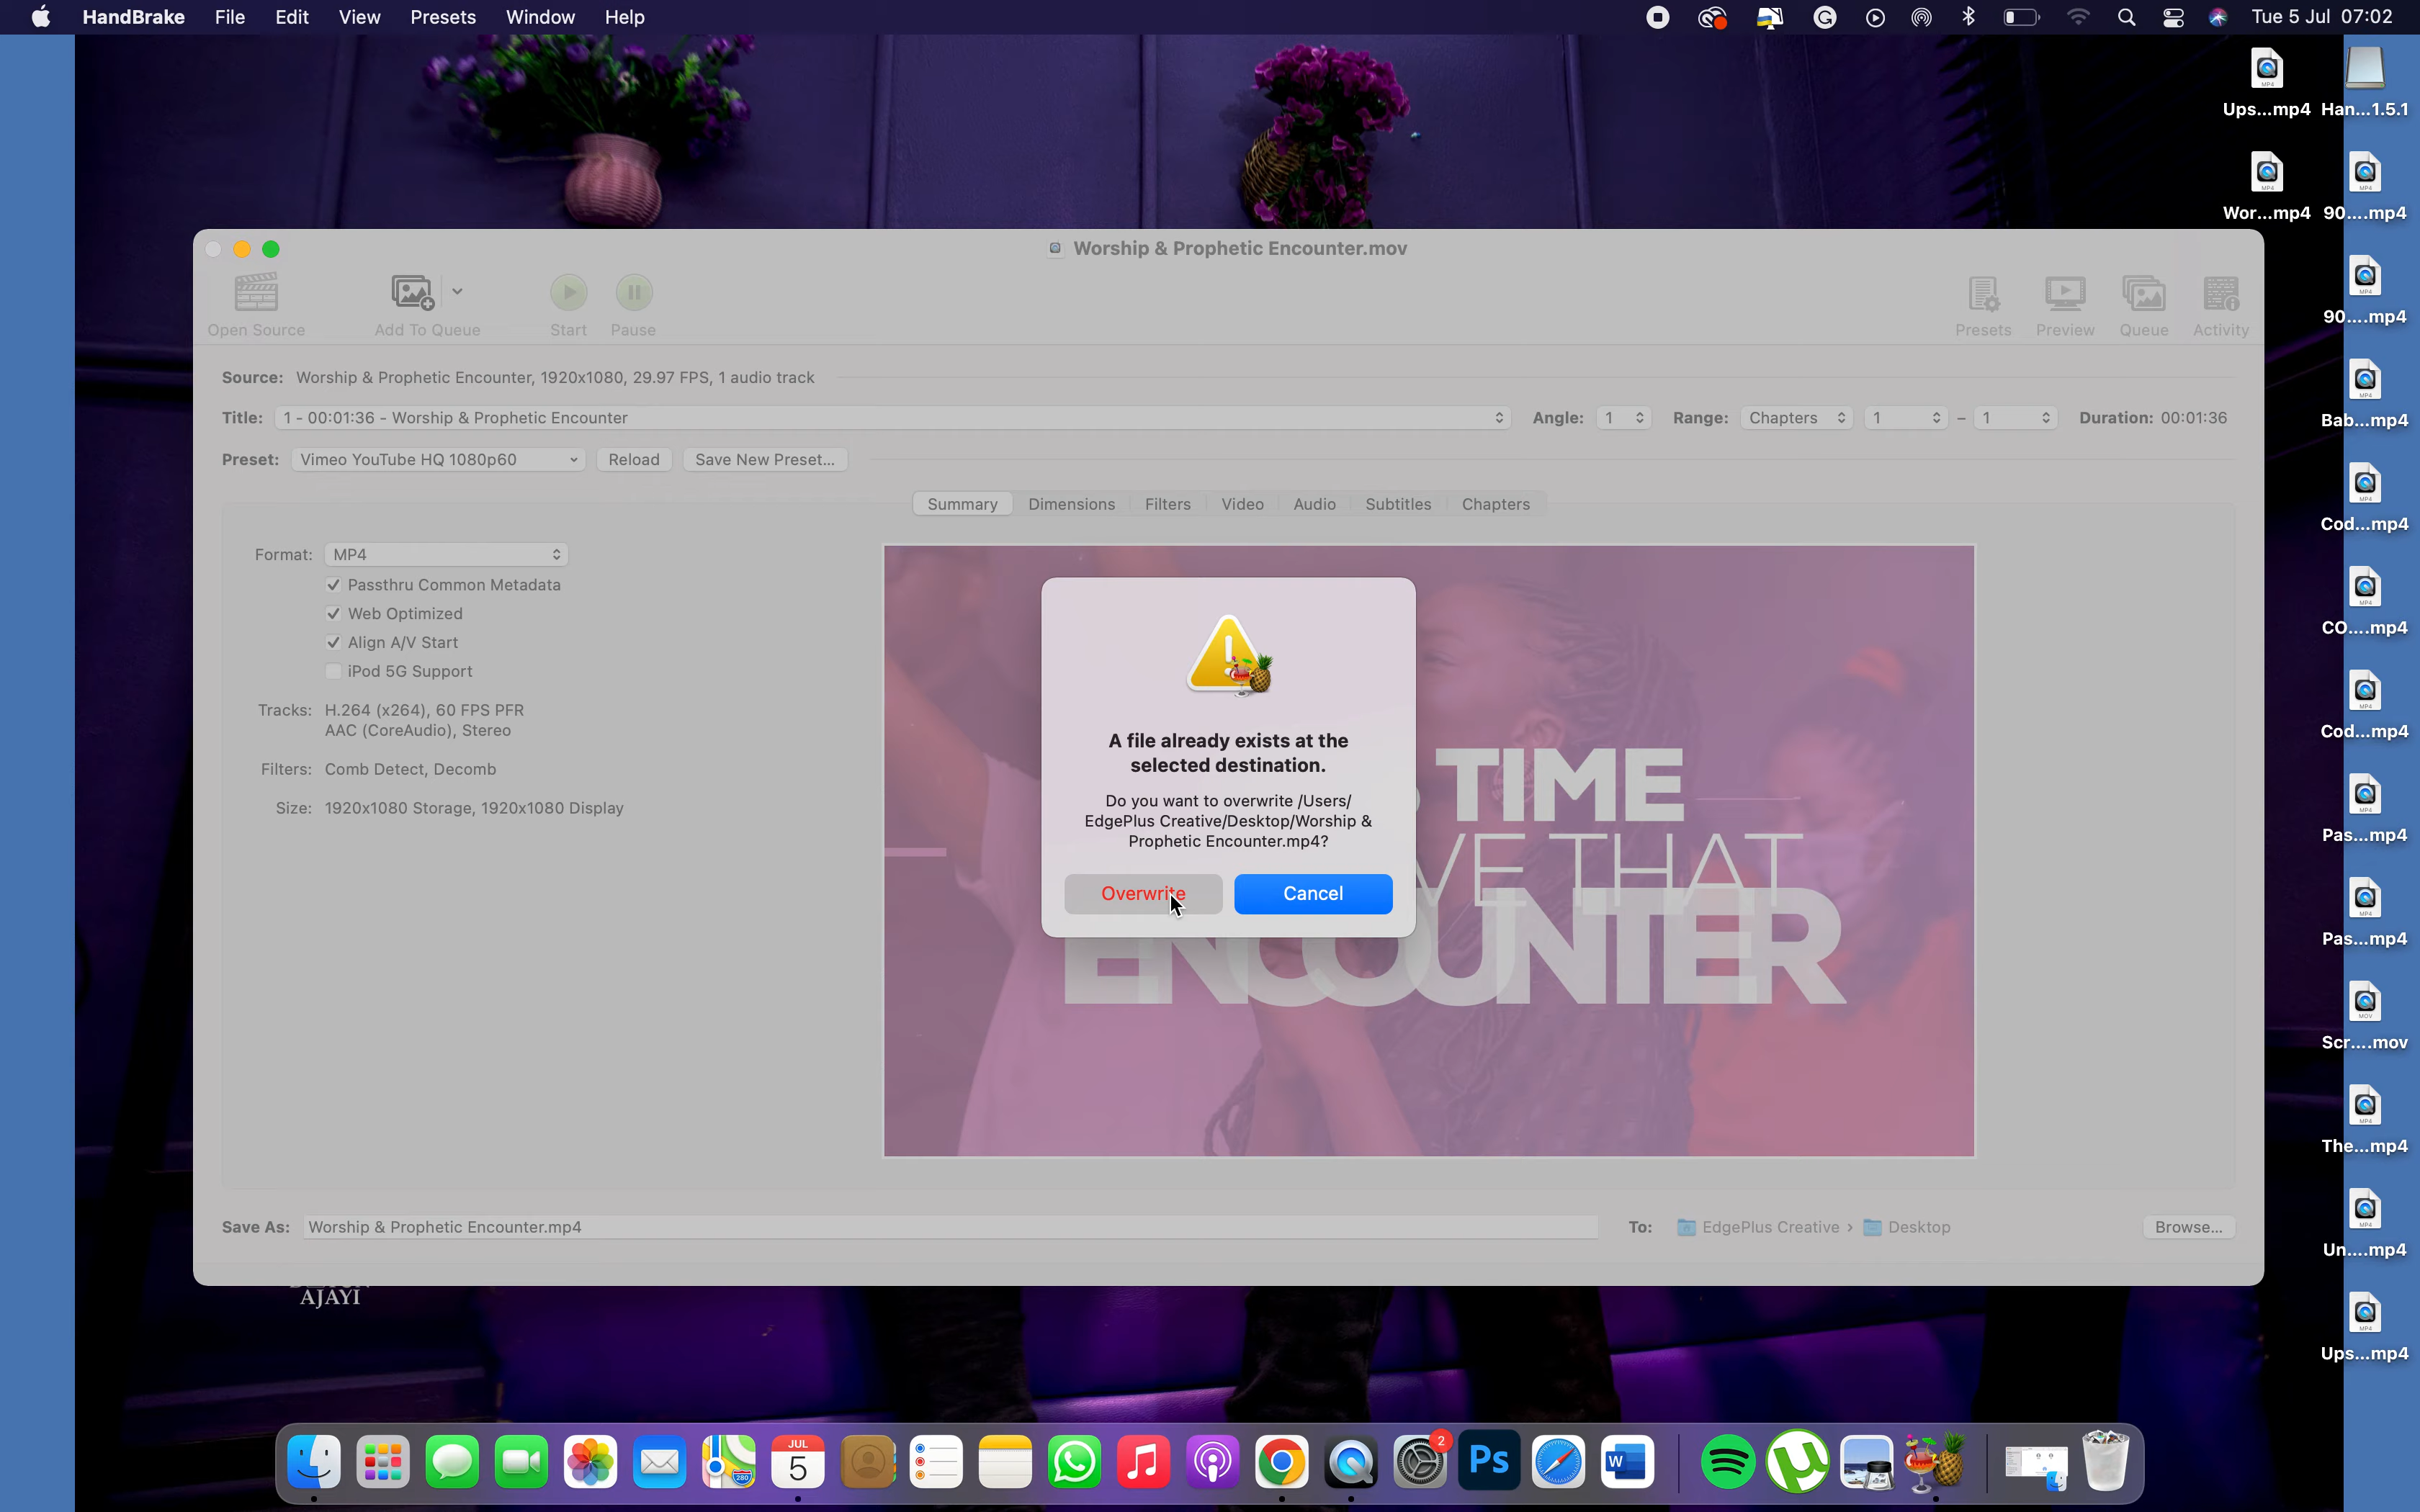 HandBrake File Edit View Presets Window Help
Tue 5 Jul 07:02
Ups...mp4 Han...1.5.1
Wor...mp4 90....mp4
90....mp4
Bab...mp4
Cod...mp4
CO....mp4
Cod...mp4
Pas...mp4
Pas...mp4
Scr....mov
The...mp4
Un....mp4
Ups...mp4
Worship & Prophetic Encounter.mov
Open Source Add To Queue Start Pause Presets Preview Queue Activity
Source: Worship & Prophetic Encounter, 1920x1080, 29.97 FPS, 1 audio track
Title: 1 - 00:01:36 - Worship & Prophetic Encounter Angle: 1 Range: Chapters 1 – 1 Duration: 00:01:36
Preset: Vimeo YouTube HQ 1080p60 Reload Save New Preset...
Summary Dimensions Filters Video Audio Subtitles Chapters
Format: MP4
Passthru Common Metadata
Web Optimized
Align A/V Start
iPod 5G Support
Tracks: H.264 (x264), 60 FPS PFR
AAC (CoreAudio), Stereo
Filters: Comb Detect, Decomb
Size: 1920x1080 Storage, 1920x1080 Display
A file already exists at the
selected destination.
Do you want to overwrite /Users/
EdgePlus Creative/Desktop/Worship &
Prophetic Encounter.mp4?
Overwrite Cancel
TIME
THAT
ENCOUNTER
Save As: Worship & Prophetic Encounter.mp4 To: EdgePlus Creative › Desktop Browse...
AJAYI
JUL
5
280
2
Ps
W